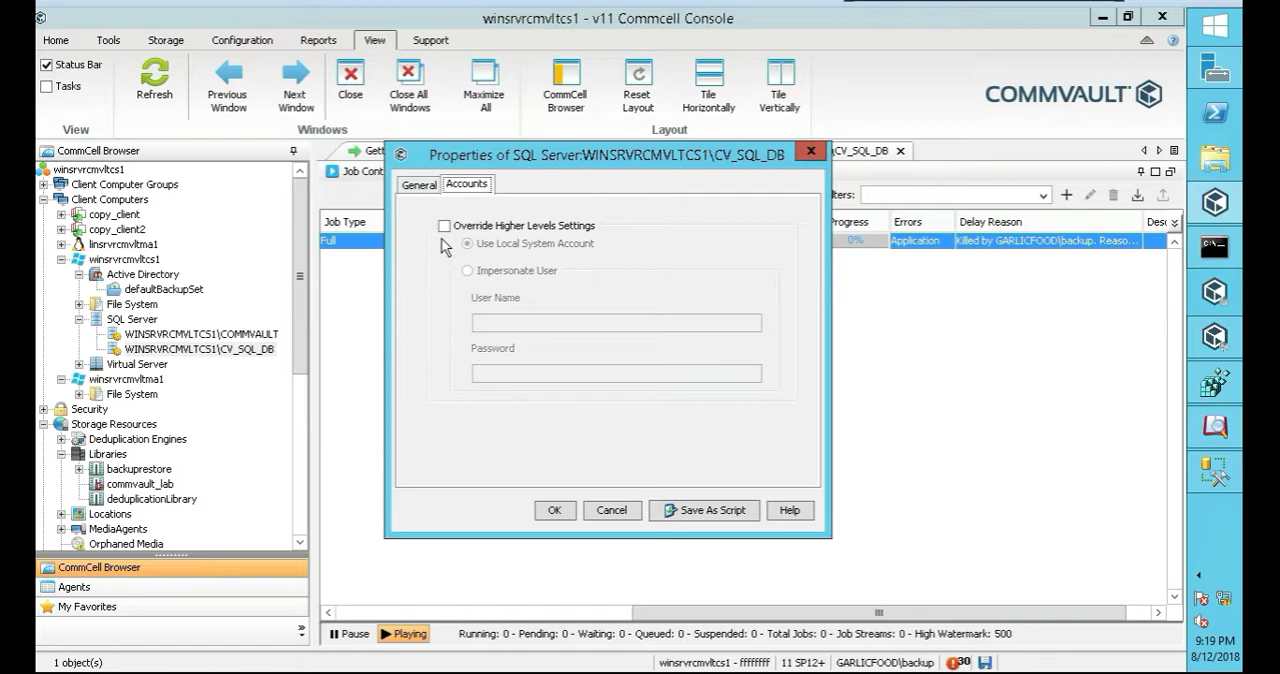 winsrvrcmvltcs1 - v11 Commcell Console
Home Tools Storage Configuration Reports View Support
Status Bar
Tasks
Refresh
Previous Window
Next Window
Close
Close All Windows
Maximize All
CommCell Browser
Reset Layout
Tile Horizontally
Tile Vertically
View
Windows
Layout
COMMVAULT
CommCell Browser
winsrvrcmvltcs1
Client Computer Groups
Client Computers
copy_client
copy_client2
linsrvrcmvltma1
winsrvrcmvltcs1
Active Directory
defaultBackupSet
File System
SQL Server
WINSRVRCMVLTCS1\COMMVAULT
WINSRVRCMVLTCS1\CV_SQL_DB
Virtual Server
winsrvrcmvltma1
File System
Security
Storage Resources
Deduplication Engines
Libraries
backuprestore
commvault_lab
deduplicationLibrary
Locations
MediaAgents
Orphaned Media
CommCell Browser
Agents
My Favorites
Gett
CV_SQL_DB
Job Cont
lters:
Job Type
Progress Errors Delay Reason Desc
Full
0% Application Killed by GARLICFOOD\backup. Reaso...
Properties of SQL Server:WINSRVRCMVLTCS1\CV_SQL_DB
General Accounts
Override Higher Levels Settings
Use Local System Account
Impersonate User
User Name
Password
OK Cancel Save As Script Help
Pause Playing Running: 0 - Pending: 0 - Waiting: 0 - Queued: 0 - Suspended: 0 - Total Jobs: 0 - Job Streams: 0 - High Watermark: 500
1 object(s)
winsrvrcmvltcs1 - ffffffff 11 SP12+ GARLICFOOD\backup 30
9:19 PM
8/12/2018